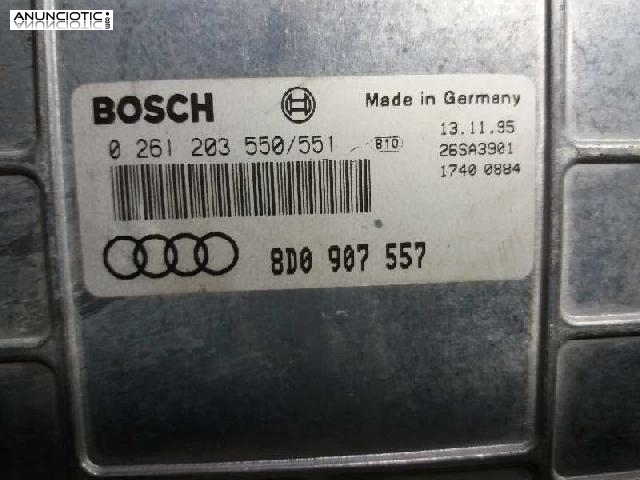 ANUNCIOTIC.COM
BOSCH
Made in Germany
0 261 203 550/551
810
13.11.95
26SA3901
1740 0884
8D0 907 557